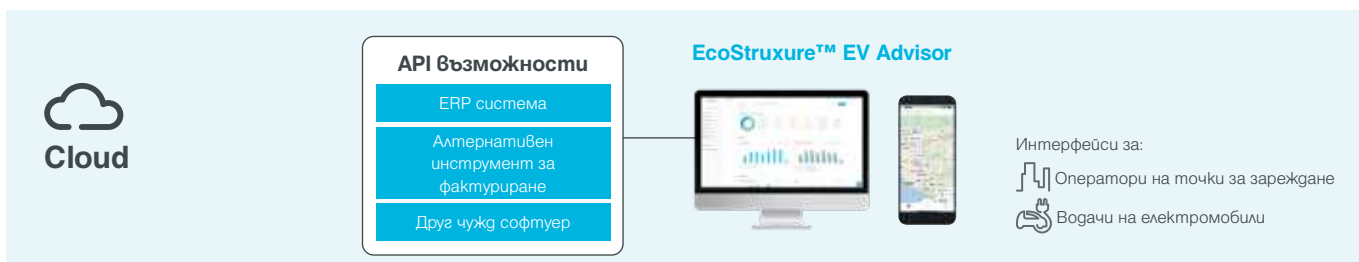 Cloud
API възможности
ERP система
Алтернативен
инструмент за
фактуриране
Друг чужд софтуер
EcoStruxure™ EV Advisor
Интерфейси за:
Оператори на точки за зареждане
Водачи на електромобили